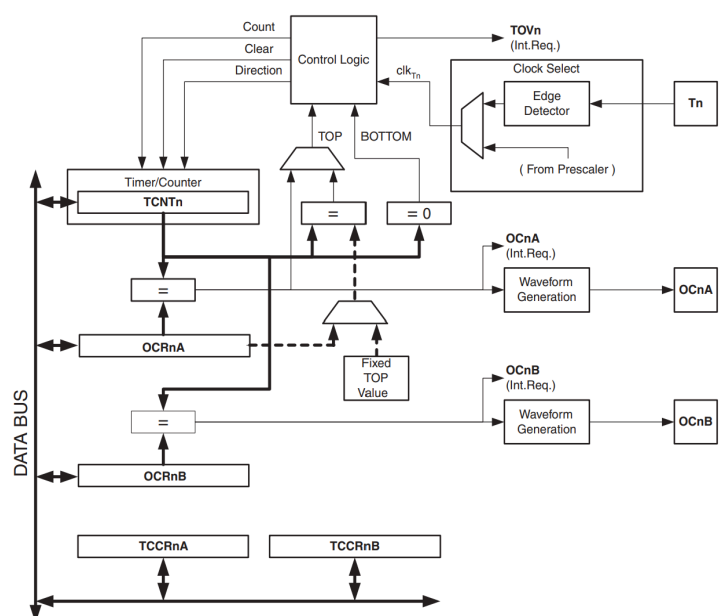 Count
TOVn
(Int.Req.)
Clear
Control Logic
Direction
clkTn
Clock Select
Edge
Detector
Tn
TOP
BOTTOM
( From Prescaler )
Timer/Counter
TCNTn
=
= 0
OCnA
(Int.Req.)
=
Waveform
Generation
OCnA
OCRnA
Fixed
TOP
Value
OCnB
(Int.Req.)
=
Waveform
Generation
OCnB
DATA BUS
OCRnB
TCCRnA
TCCRnB